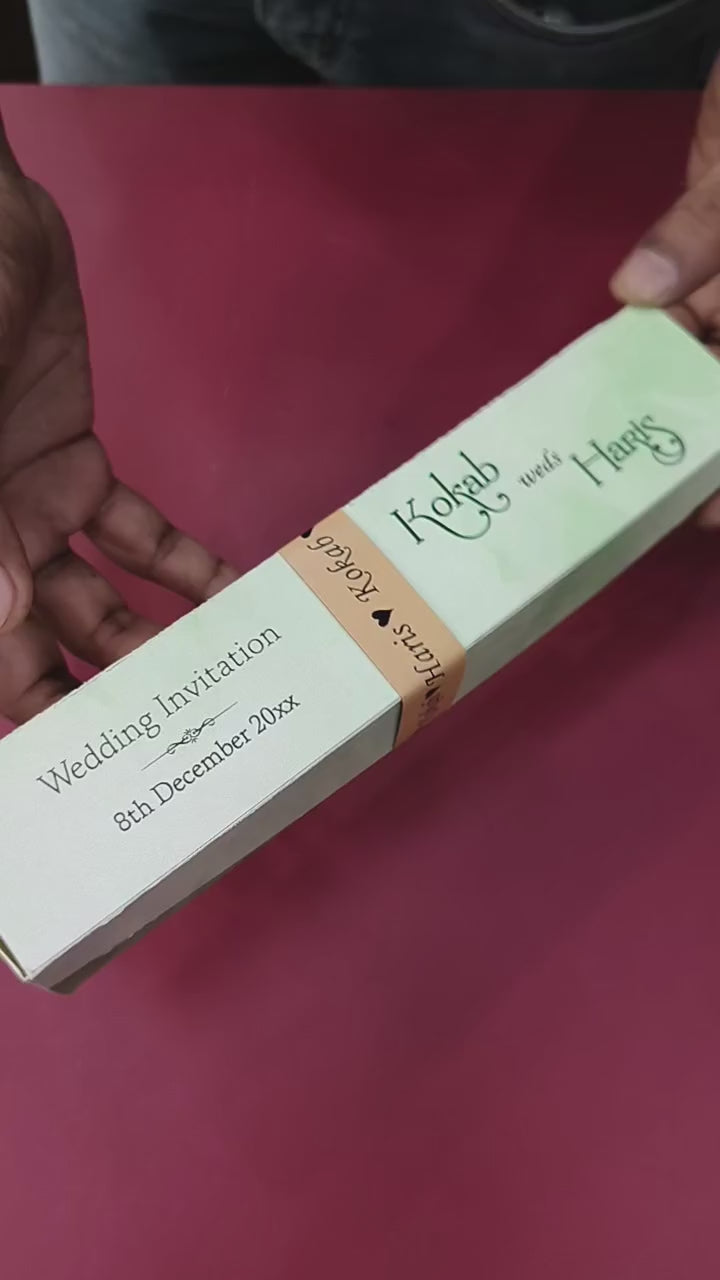 Wedding Invitation
8th December 20xx
Kokab ♥ Haris ♥
Kokab weds Haris